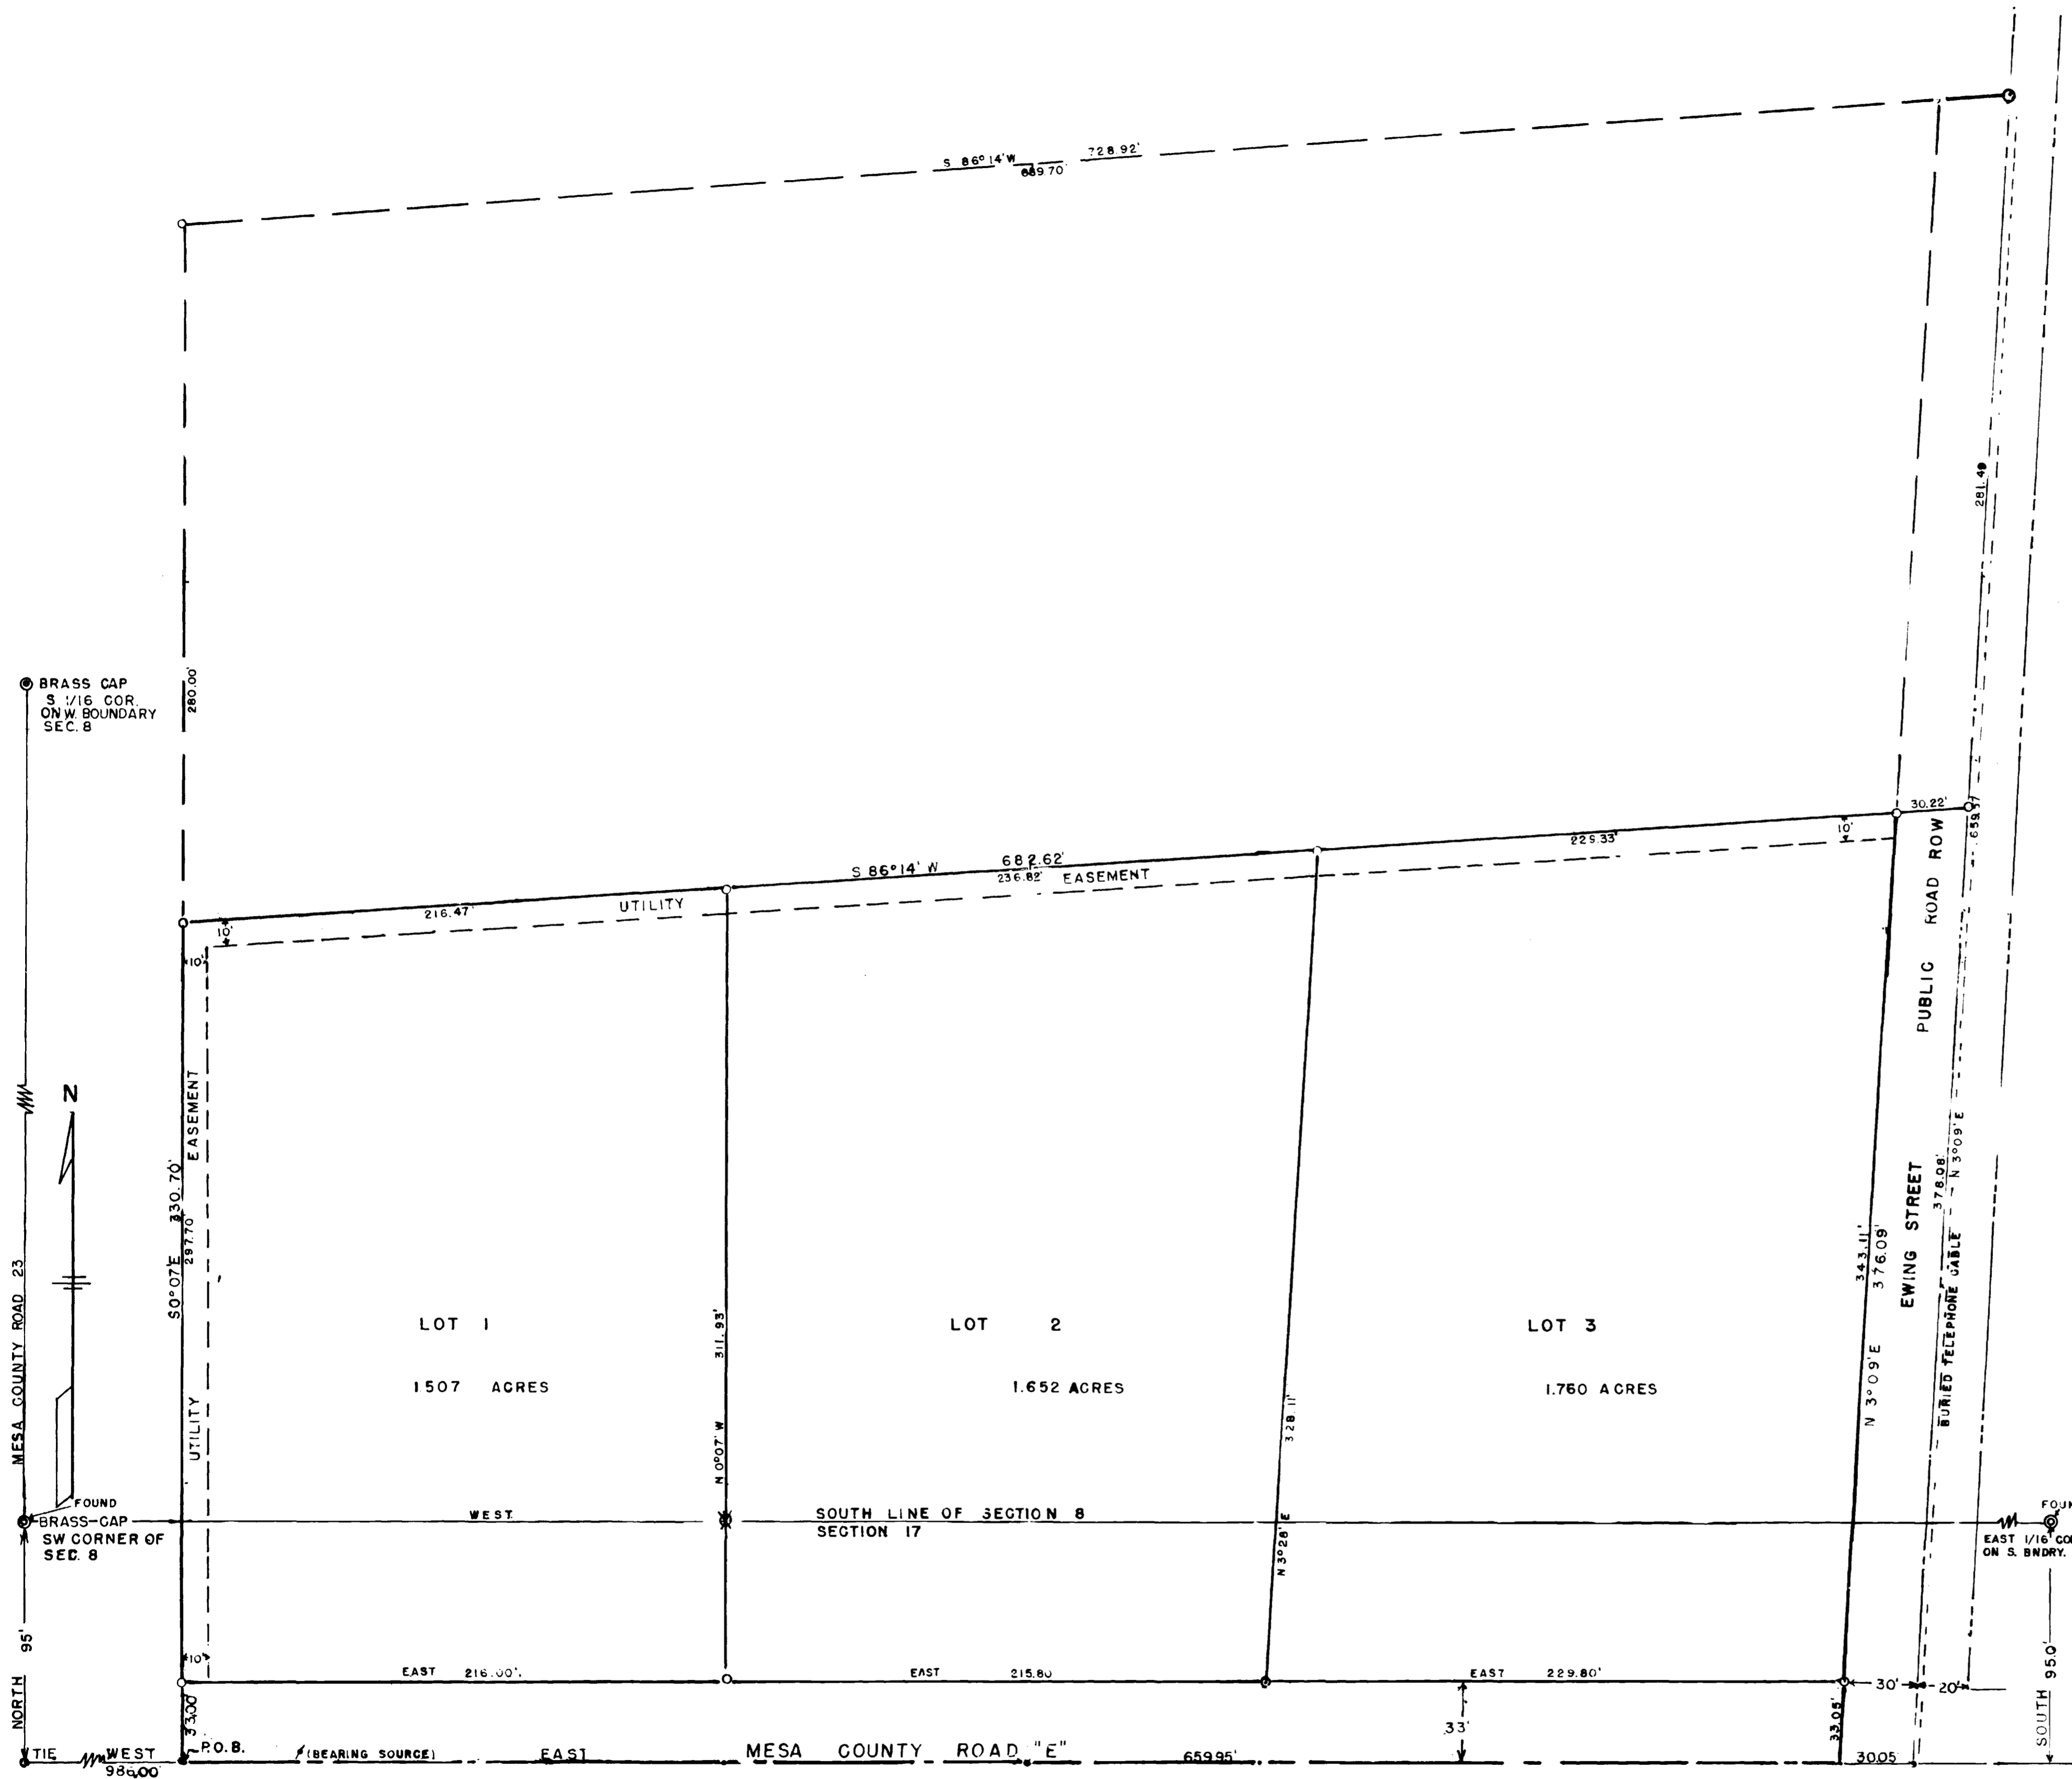 S 86°14' W 728.92'
689.70'
281.49
280.00'
BRASS CAP
S 1/16 COR.
ON W. BOUNDARY
SEC. 8
30.22'
659.57
10'
229.33'
S 86°14' W 682.62'
236.82' EASEMENT
UTILITY
216.47'
10'
10'
PUBLIC ROAD ROW
N
EASEMENT
UTILITY
S0°07'E 330.70'
297.70'
MESA COUNTY ROAD 23
311.93'
N 0°07' W
328.11'
N 3°28' E
343.11'
376.09'
N 3°09'E
EWING STREET
378.08'
BURIED TELEPHONE CABLE
N 3°09'E
LOT 1
1.507 ACRES
LOT 2
1.652 ACRES
LOT 3
1.760 ACRES
FOUND
BRASS-CAP
SW CORNER OF
SEC. 8
WEST
SOUTH LINE OF SECTION 8
SECTION 17
FOUN
EAST 1/16 CO
ON S. BNDRY.
NORTH 95'
SOUTH 95.0'
10'
EAST 216.00'
EAST 215.80
EAST 229.80'
30'
20'
33.00'
33'
33.05'
P.O.B.
TIE WEST
986.00'
(BEARING SOURCE)
EAST
MESA COUNTY ROAD "E"
659.95'
30.05